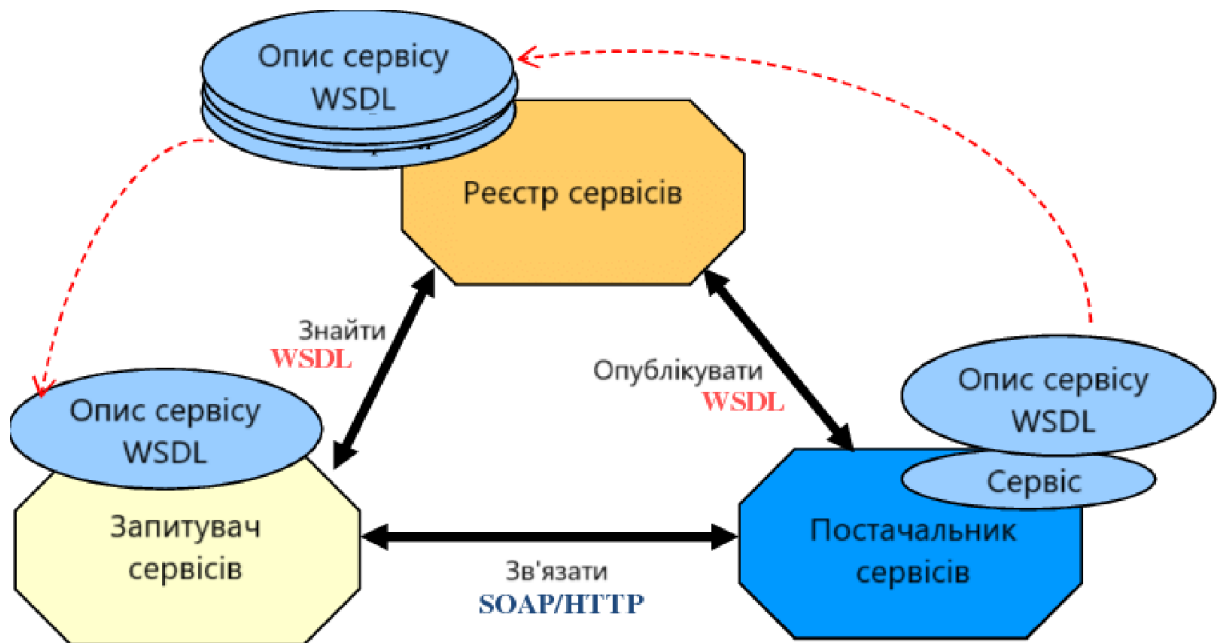 Опис сервісу
WSDL
Реєстр сервісів
Знайти
WSDL
Опублікувати
WSDL
Опис сервісу
WSDL
Опис сервісу
WSDL
Сервіс
Запитувач
сервісів
Постачальник
сервісів
Зв'язати
SOAP/HTTP